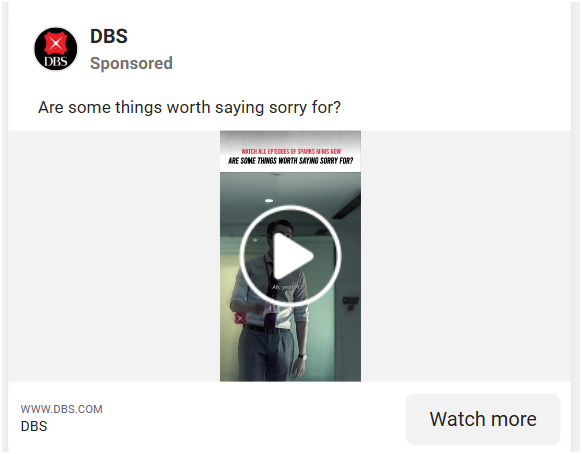 DBS
Sponsored
DBS
Are some things worth saying sorry for?
WATCH ALL EPISODES OF SPARKS MINIS NOW
ARE SOME THINGS WORTH SAYING SORRY FOR?
WWW.DBS.COM
DBS
Watch more